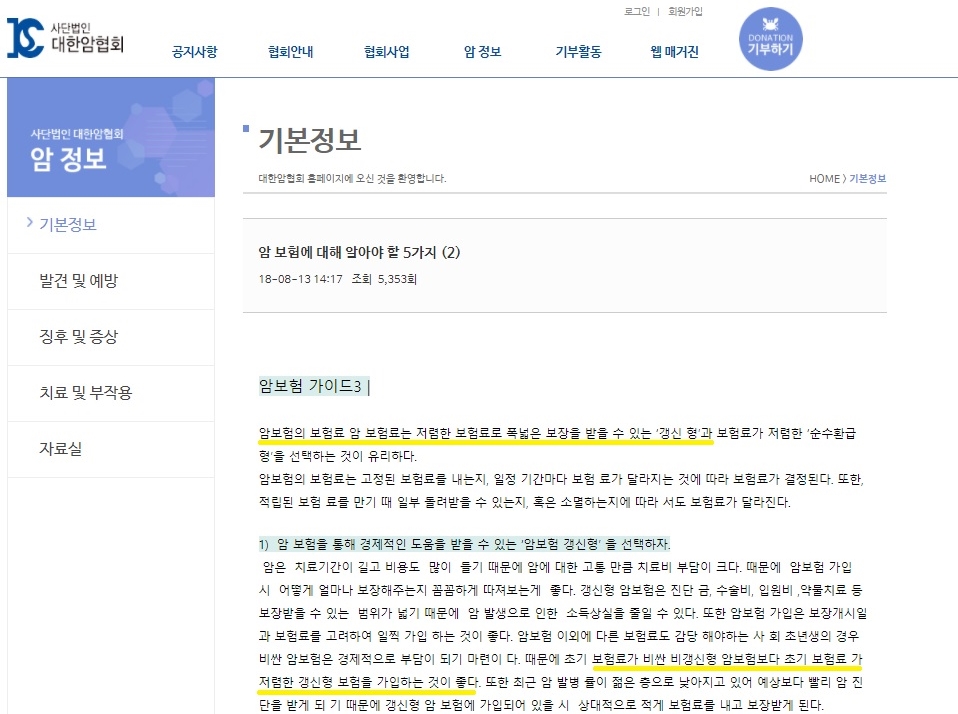 로그인 | 회원가입
사단법인
대한암협회
공지사항 협회안내 협회사업 암 정보 기부활동 웹 매거진
DONATION
기부하기
사단법인 대한암협회
암 정보
기본정보
발견 및 예방
징후 및 증상
치료 및 부작용
자료실
기본정보
대한암협회 홈페이지에 오신 것을 환영합니다.
HOME > 기본정보
암 보험에 대해 알아야 할 5가지 (2)
18-08-13 14:17 조회 5,353회
암보험 가이드3 |
암보험의 보험료 암 보험료는 저렴한 보험료로 폭넓은 보장을 받을 수 있는 '갱신 형'과 보험료가 저렴한 '순수환급
형'을 선택하는 것이 유리하다.
암보험의 보험료는 고정된 보험료를 내는지, 일정 기간마다 보험 료가 달라지는 것에 따라 보험료가 결정된다. 또한,
적립된 보험 료를 만기 때 일부 돌려받을 수 있는지, 혹은 소멸하는지에 따라 서도 보험료가 달라진다.
1) 암 보험을 통해 경제적인 도움을 받을 수 있는 '암보험 갱신형' 을 선택하자.
암은 치료기간이 길고 비용도 많이 들기 때문에 암에 대한 고통 만큼 치료비 부담이 크다. 때문에 암보험 가입
시 어떻게 얼마나 보장해주는지 꼼꼼하게 따져보는게 좋다. 갱신형 암보험은 진단 금, 수술비, 입원비 ,약물치료 등
보장받을 수 있는 범위가 넓기 때문에 암 발생으로 인한 소득상실을 줄일 수 있다. 또한 암보험 가입은 보장개시일
과 보험료를 고려하여 일찍 가입 하는 것이 좋다. 암보험 이외에 다른 보험료도 감당 해야하는 사 회 초년생의 경우
비싼 암보험은 경제적으로 부담이 되기 마련이 다. 때문에 초기 보험료가 비싼 비갱신형 암보험보다 초기 보험료 가
저렴한 갱신형 보험을 가입하는 것이 좋다. 또한 최근 암 발병 률이 젊은 층으로 낮아지고 있어 예상보다 빨리 암 진
단을 받게 되 기 때문에 갱신형 암 보험에 가입되어 있을 시 상대적으로 적게 보험료를 내고 보장받게 된다.